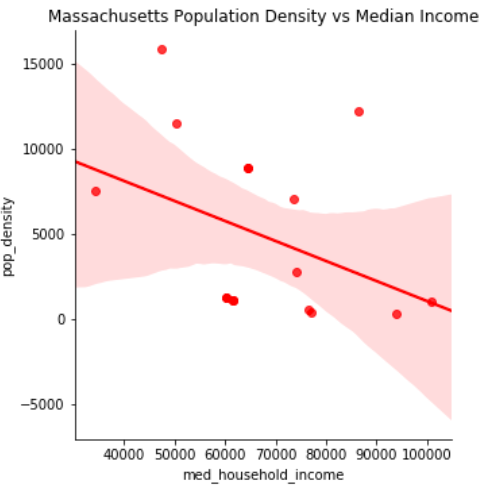 Massachusetts Population Density vs Median Income
15000
10000
5000
0
−5000
pop_density
40000 50000 60000 70000 80000 90000 100000
med_household_income